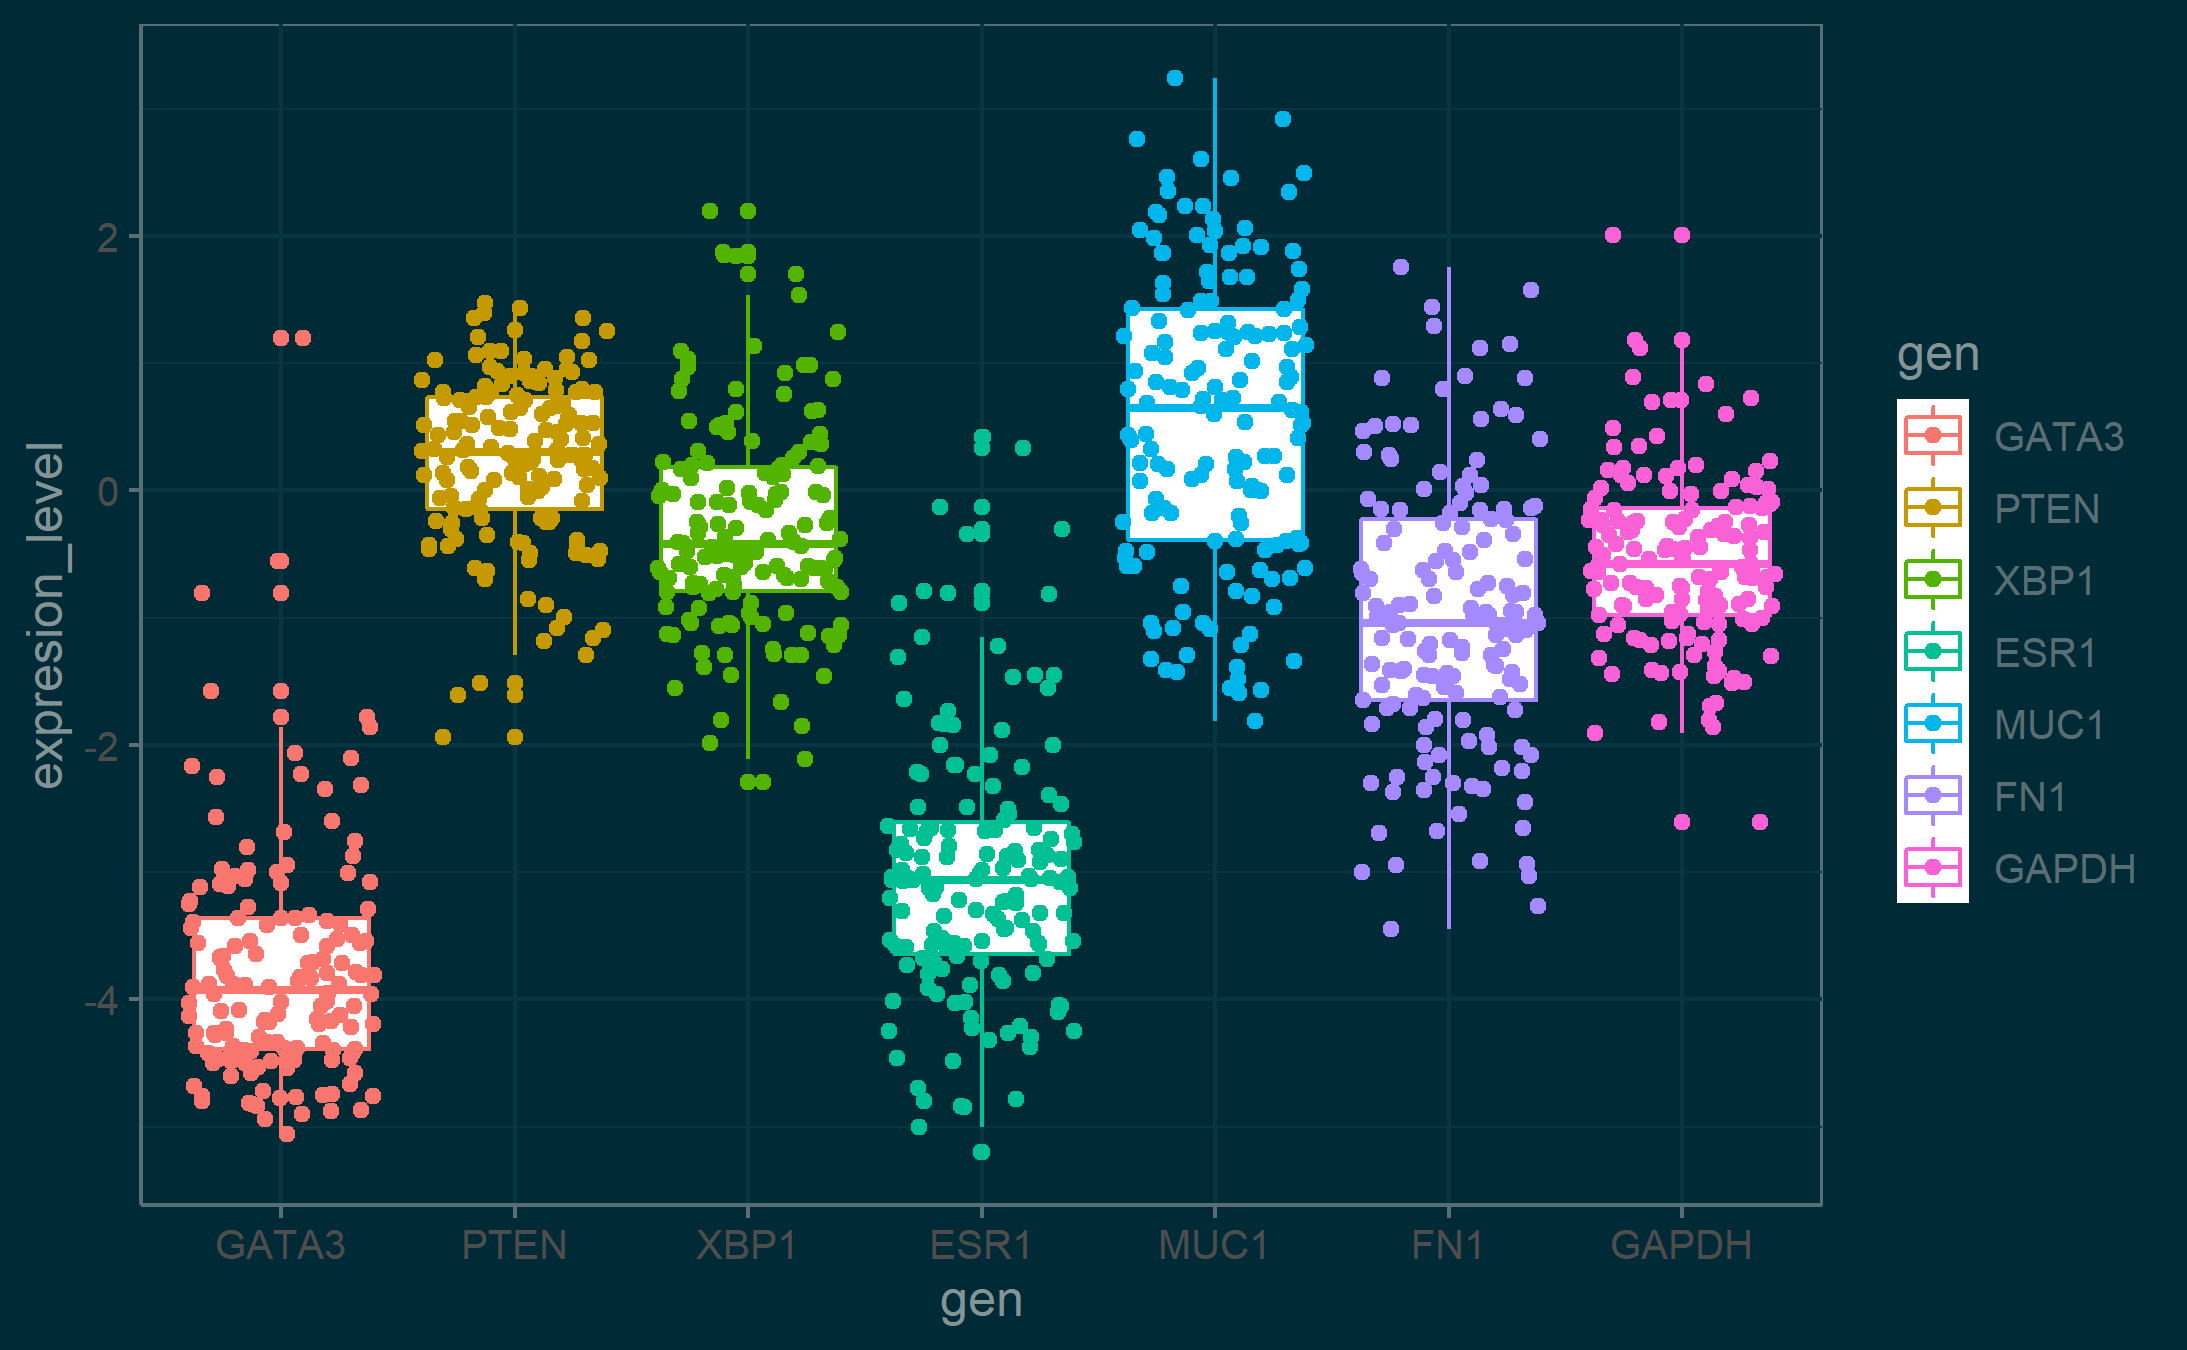 expresion_level
2
0
-2
-4
GATA3 PTEN XBP1 ESR1 MUC1 FN1 GAPDH
gen
gen
GATA3
PTEN
XBP1
ESR1
MUC1
FN1
GAPDH